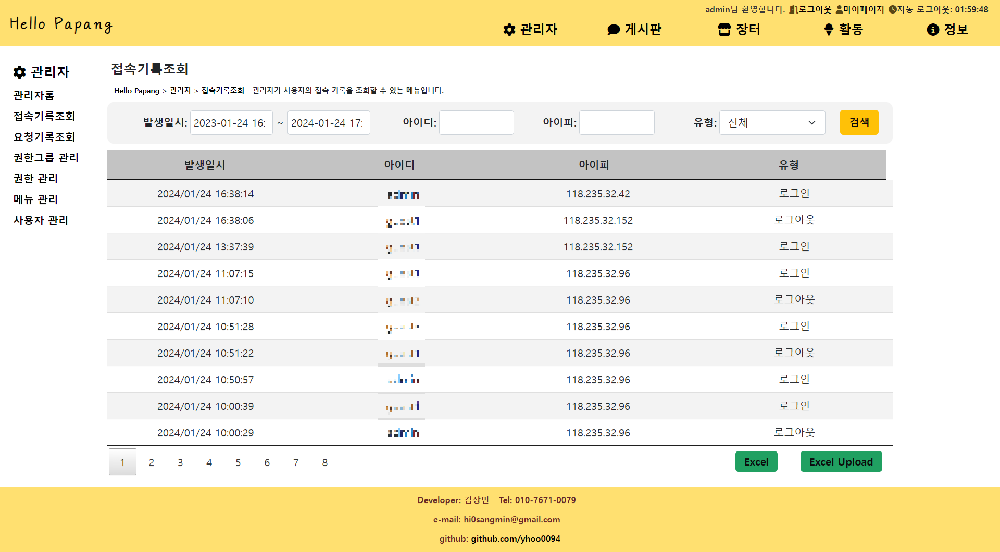 admin님 환영합니다. 로그아웃 마이페이지 자동 로그아웃: 01:59:48
Hello Papang
관리자 게시판 장터 활동 정보
관리자
관리자홈
접속기록조회
요청기록조회
권한그룹 관리
권한 관리
메뉴 관리
사용자 관리
접속기록조회
Hello Papang > 관리자 > 접속기록조회 - 관리자가 사용자의 접속 기록을 조회할 수 있는 메뉴입니다.
발생일시: 2023-01-24 16: ~ 2024-01-24 17: 아이디: 아이피: 유형: 전체 검색
발생일시 아이디 아이피 유형
2024/01/24 16:38:14 118.235.32.42 로그인
2024/01/24 16:38:06 118.235.32.152 로그아웃
2024/01/24 13:37:39 118.235.32.152 로그인
2024/01/24 11:07:15 118.235.32.96 로그인
2024/01/24 11:07:10 118.235.32.96 로그아웃
2024/01/24 10:51:28 118.235.32.96 로그인
2024/01/24 10:51:22 118.235.32.96 로그아웃
2024/01/24 10:50:57 118.235.32.96 로그인
2024/01/24 10:00:39 118.235.32.96 로그인
2024/01/24 10:00:29 118.235.32.96 로그아웃
1 2 3 4 5 6 7 8 Excel Excel Upload
Developer: 김상민 Tel: 010-7671-0079
e-mail: hi0sangmin@gmail.com
github: github.com/yhoo0094